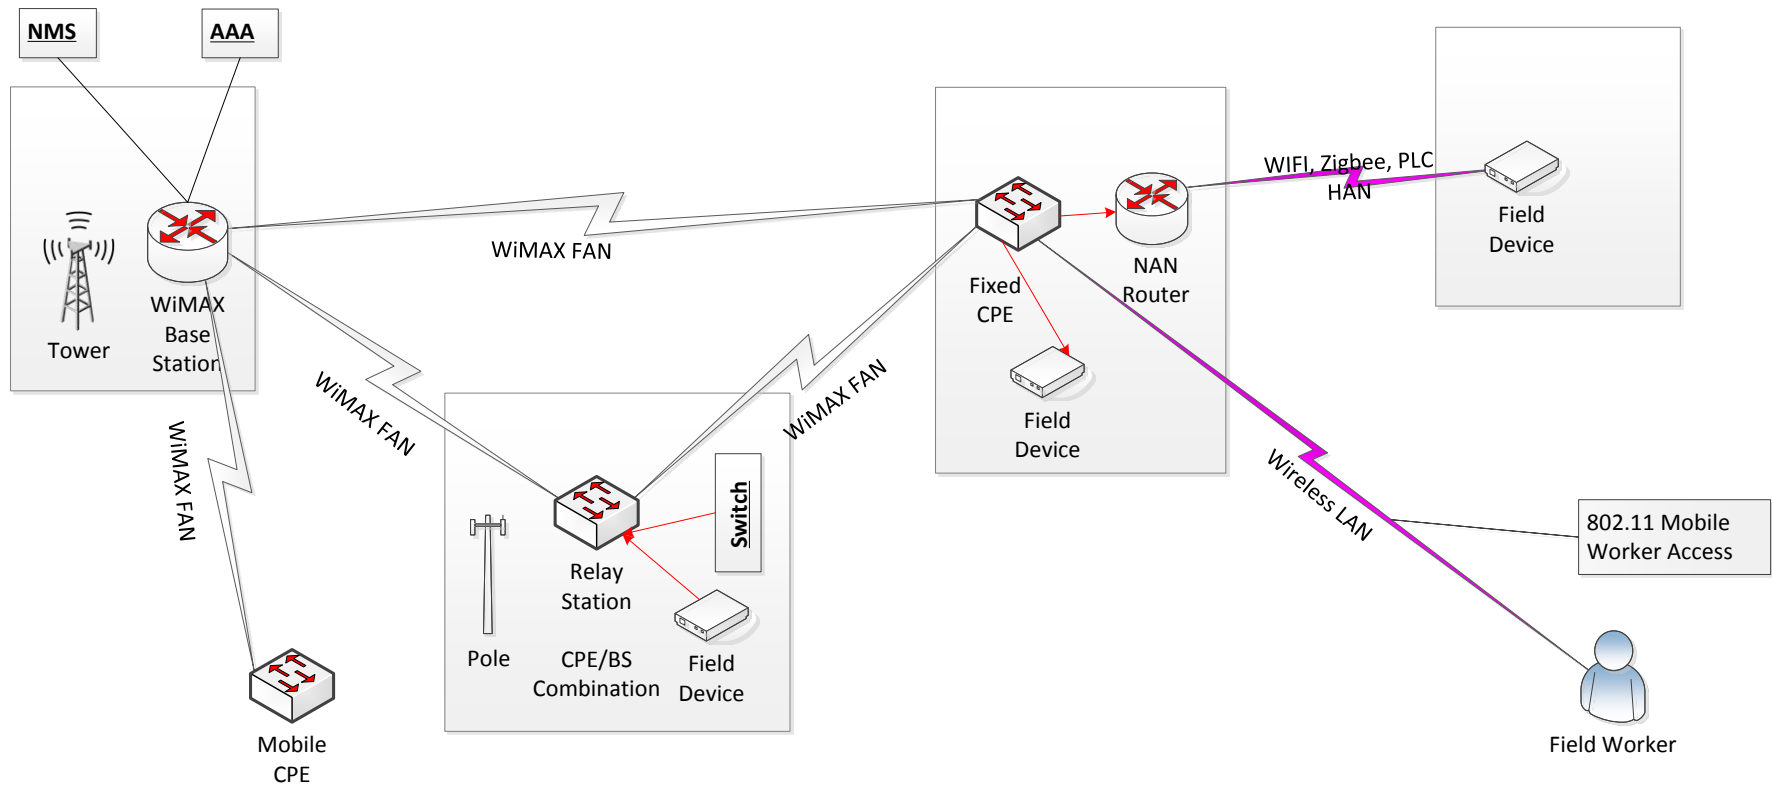 NMS
AAA
Tower
WiMAX
Base
Station
WiMAX FAN
WiMAX FAN
WiMAX FAN
Mobile
CPE
Pole
Relay
Station
CPE/BS
Combination
Switch
Field
Device
WiMAX FAN
Fixed
CPE
NAN
Router
Field
Device
WIFI, Zigbee, PLC
HAN
Field
Device
Wireless LAN
802.11 Mobile
Worker Access
Field Worker